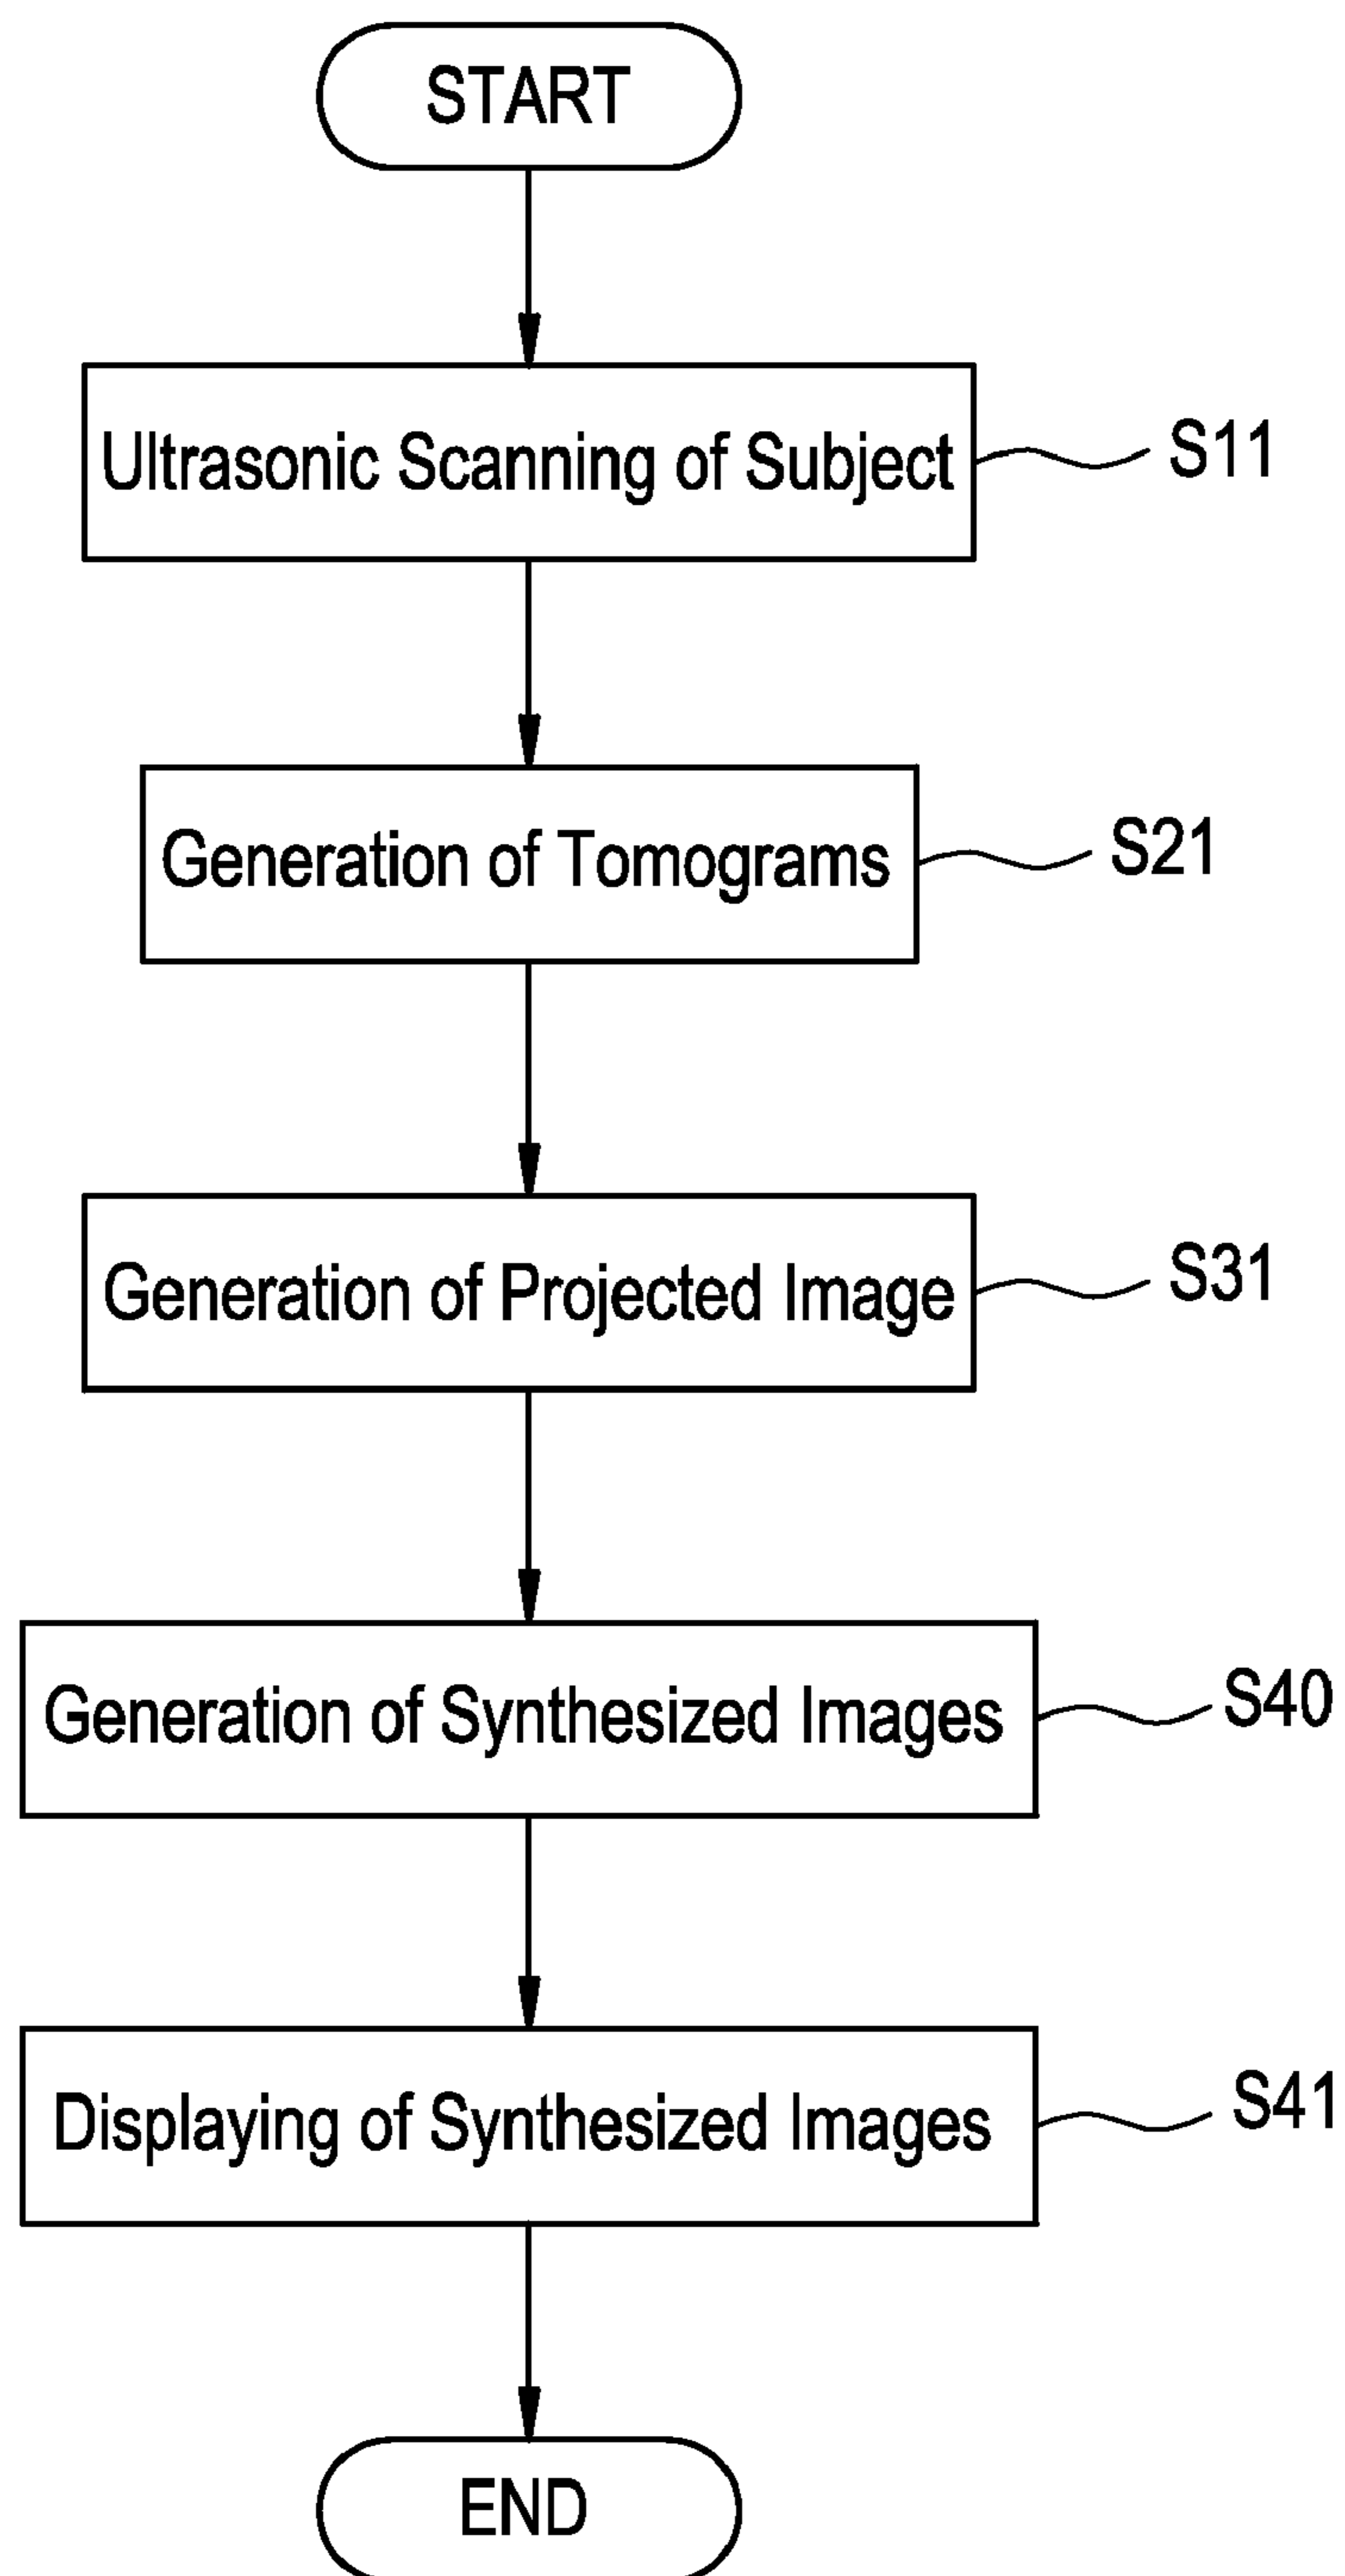 START
Ultrasonic Scanning of Subject
S11
Generation of Tomograms
S21
Generation of Projected Image
S31
Generation of Synthesized Images
S40
Displaying of Synthesized Images
S41
END